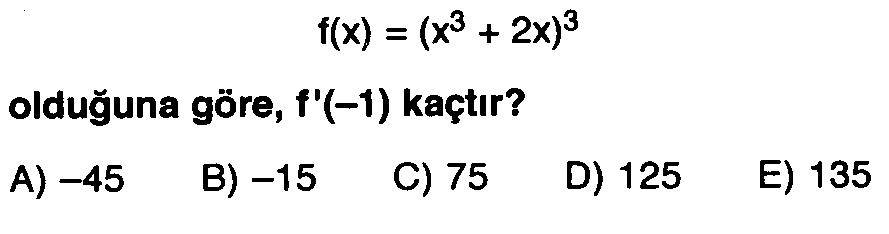 f(x) = (x³ + 2x)³
olduğuna göre, f'(–1) kaçtır?
A) –45 B) –15 C) 75 D) 125 E) 135